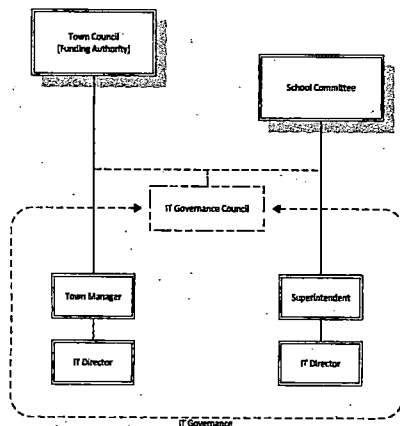 Town Council
(Funding Authority)
School Committee
IT Governance Council
Town Manager
Superintendent
IT Director
IT Director
IT Governance